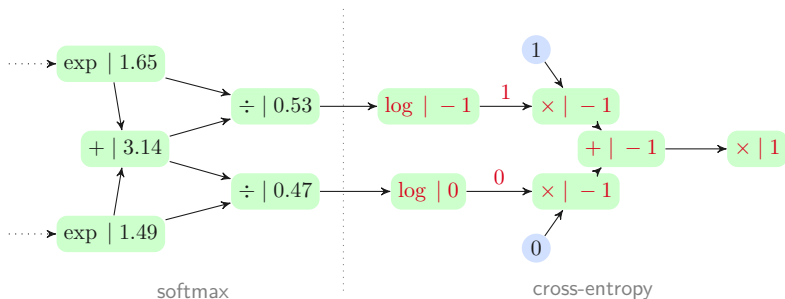 exp | 1.65
+ | 3.14
exp | 1.49
÷ | 0.53
÷ | 0.47
softmax
log | − 1
1
1
× | − 1
+ | − 1
× | 1
log | 0
0
× | − 1
0
cross-entropy